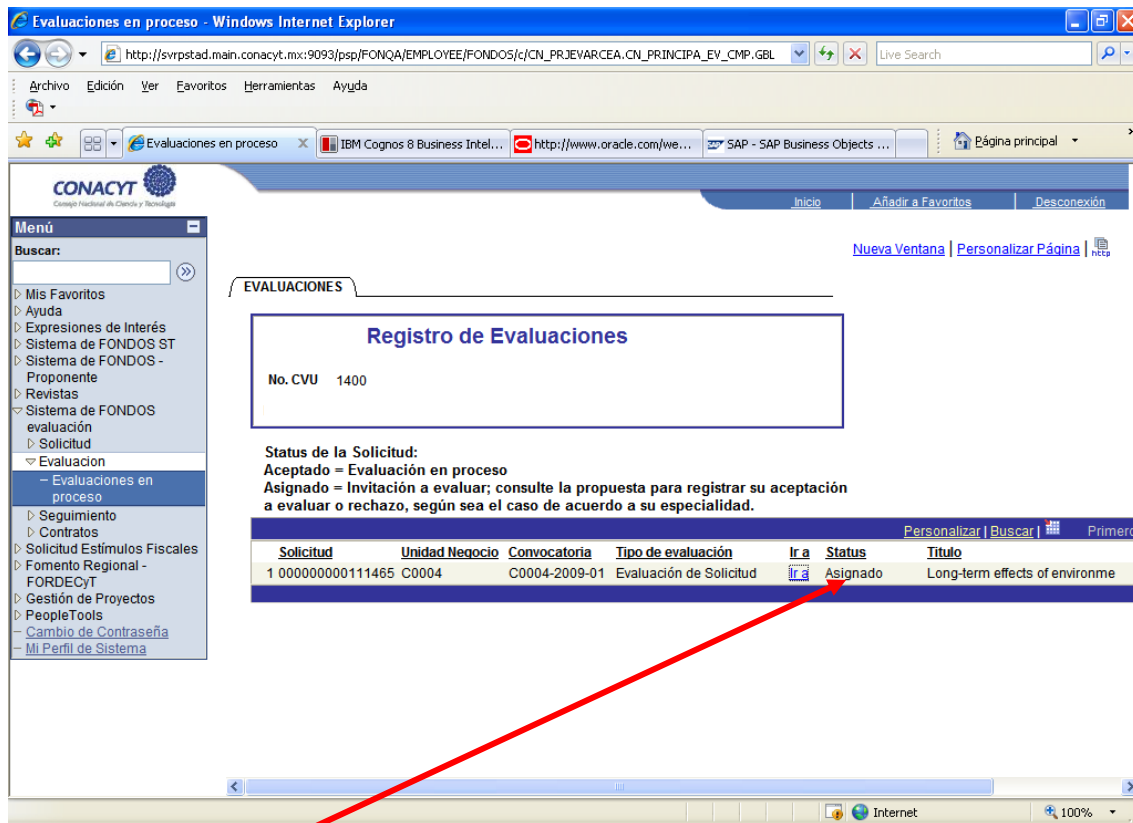 Evaluaciones en proceso - Windows Internet Explorer
http://svrpstad.main.conacyt.mx:9093/psp/FONQA/EMPLOYEE/FONDOS/c/CN_PRJEVARCEA.CN_PRINCIPA_EV_CMP.GBL
Live Search
Archivo Edición Ver Favoritos Herramientas Ayuda
Evaluaciones en proceso
IBM Cognos 8 Business Intel...
http://www.oracle.com/we...
SAP - SAP Business Objects ...
Página principal
CONACYT
Consejo Nacional de Ciencia y Tecnología
Inicio Añadir a Favoritos Desconexión
Menú
Buscar:
Mis Favoritos
Ayuda
Expresiones de Interés
Sistema de FONDOS ST
Sistema de FONDOS -
Proponente
Revistas
Sistema de FONDOS
evaluación
Solicitud
Evaluacion
Evaluaciones en
proceso
Seguimiento
Contratos
Solicitud Estímulos Fiscales
Fomento Regional -
FORDECyT
Gestión de Proyectos
PeopleTools
Cambio de Contraseña
Mi Perfil de Sistema
Nueva Ventana | Personalizar Página | http
EVALUACIONES
Registro de Evaluaciones
No. CVU 1400
Status de la Solicitud:
Aceptado = Evaluación en proceso
Asignado = Invitación a evaluar; consulte la propuesta para registrar su aceptación
a evaluar o rechazo, según sea el caso de acuerdo a su especialidad.
Personalizar | Buscar | Primero
Solicitud Unidad Negocio Convocatoria Tipo de evaluación Ir a Status Titulo
1 000000000111465 C0004 C0004-2009-01 Evaluación de Solicitud Ir a Asignado Long-term effects of environme
Internet 100%